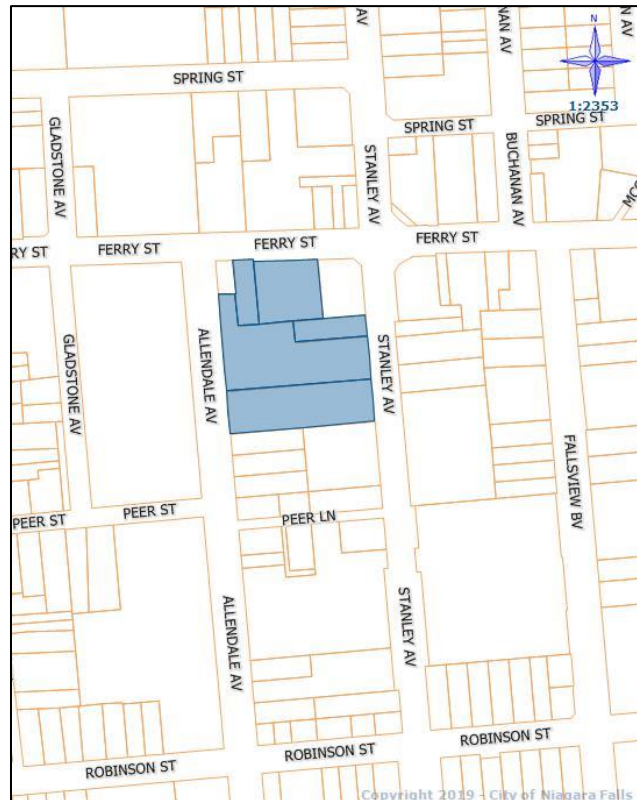 AV
NAN AV
N AV
N
1:2353
SPRING ST
SPRING ST
SPRING ST
GLADSTONE AV
STANLEY AV
BUCHANAN AV
MC
RY ST
FERRY ST
FERRY ST
FERRY ST
ALLENDALE AV
STANLEY AV
GLADSTONE AV
FALLSVIEW BV
PEER ST
PEER ST
PEER LN
ALLENDALE AV
STANLEY AV
ROBINSON ST
ROBINSON ST
ROBINSON ST
Copyright 2019 - City of Niagara Falls